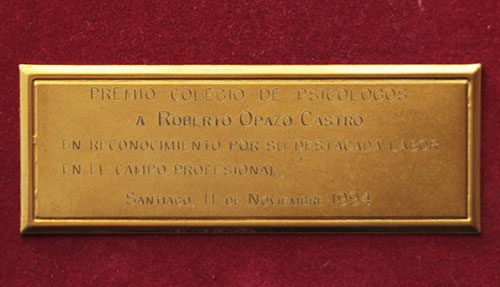 PREMIO COLEGIO DE PSICOLOGOS
A ROBERTO OPAZO CASTRO
EN RECONOCIMIENTO POR SU DESTACADA LABOR
EN EL CAMPO PROFESIONAL.
SANTIAGO, 11 DE NOVIEMBRE 1994